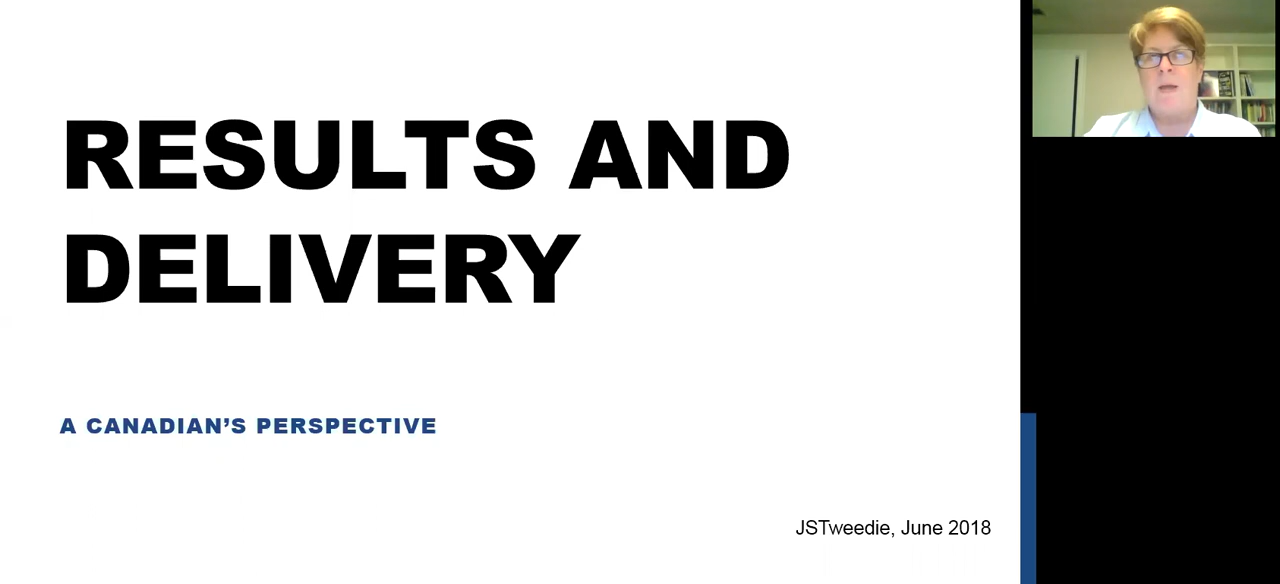 RESULTS AND
DELIVERY
A CANADIAN’S PERSPECTIVE
JSTweedie, June 2018